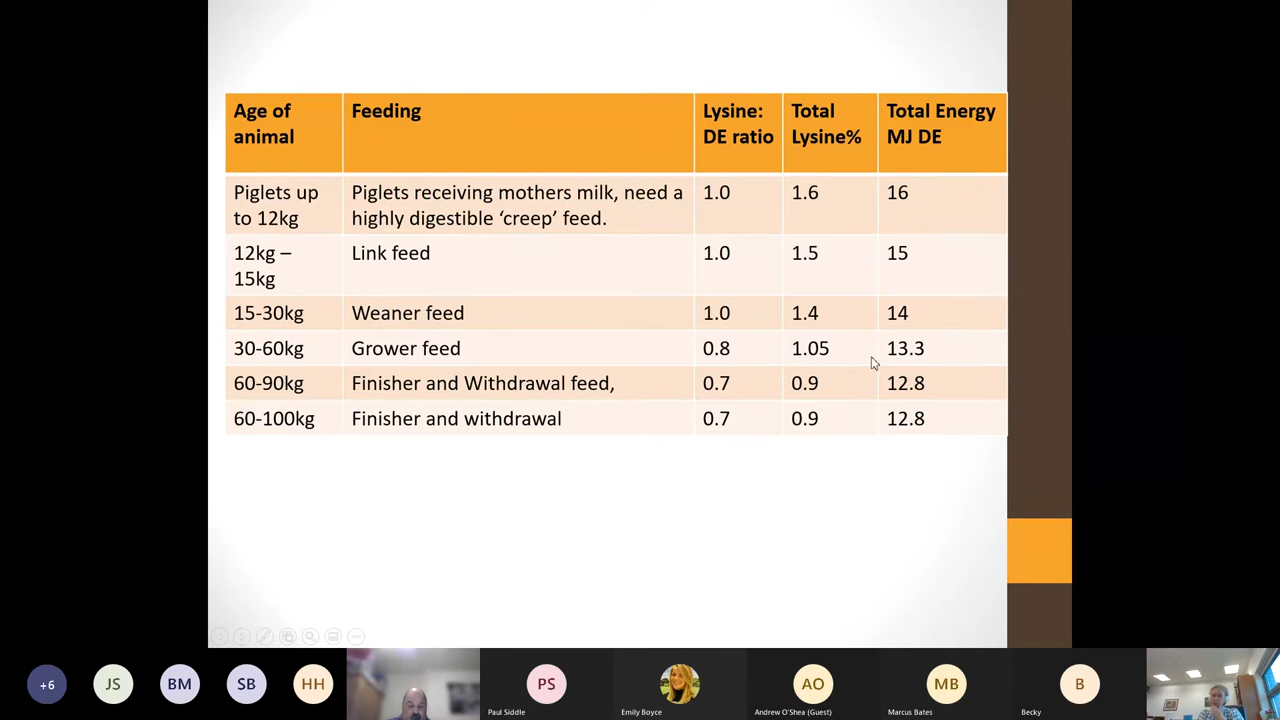 Age of
animal
Feeding
Lysine:
DE ratio
Total
Lysine%
Total Energy
MJ DE
Piglets up
to 12kg
Piglets receiving mothers milk, need a
highly digestible ‘creep’ feed.
1.0
1.6
16
12kg –
15kg
Link feed
1.0
1.5
15
15-30kg
Weaner feed
1.0
1.4
14
30-60kg
Grower feed
0.8
1.05
13.3
60-90kg
Finisher and Withdrawal feed,
0.7
0.9
12.8
60-100kg
Finisher and withdrawal
0.7
0.9
12.8
+6
JS
BM
SB
HH
PS
AO
MB
B
Paul Siddle
Emily Boyce
Andrew O'Shea (Guest)
Marcus Bates
Becky